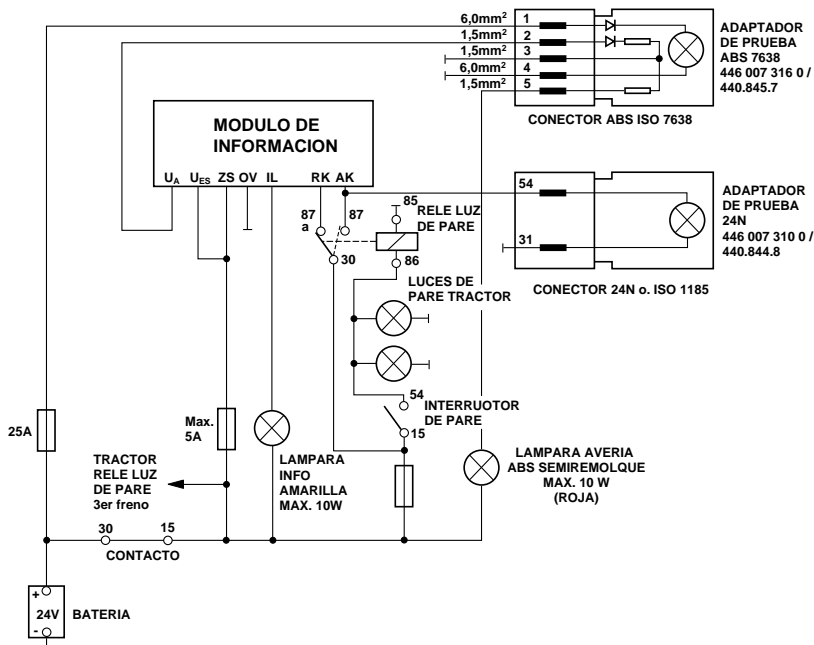 6,0mm²
1
1,5mm²
2
1,5mm²
3
6,0mm²
4
1,5mm²
5
ADAPTADOR
DE PRUEBA
ABS 7638
446 007 316 0 /
440.845.7
CONECTOR ABS ISO 7638
MODULO DE
INFORMACION
UA
UES
ZS
OV
IL
RK
AK
54
31
ADAPTADOR
DE PRUEBA
24N
446 007 310 0 /
440.844.8
CONECTOR 24N o. ISO 1185
87
a
87
85
RELE LUZ
DE PARE
30
86
LUCES DE
PARE TRACTOR
54
INTERRUOTOR
DE PARE
15
25A
Max.
5A
LAMPARA
INFO
AMARILLA
MAX. 10W
LAMPARA AVERIA
ABS SEMIREMOLQUE
MAX. 10 W
(ROJA)
TRACTOR
RELE LUZ
DE PARE
3er freno
30
15
CONTACTO
+
24V
-
BATERIA